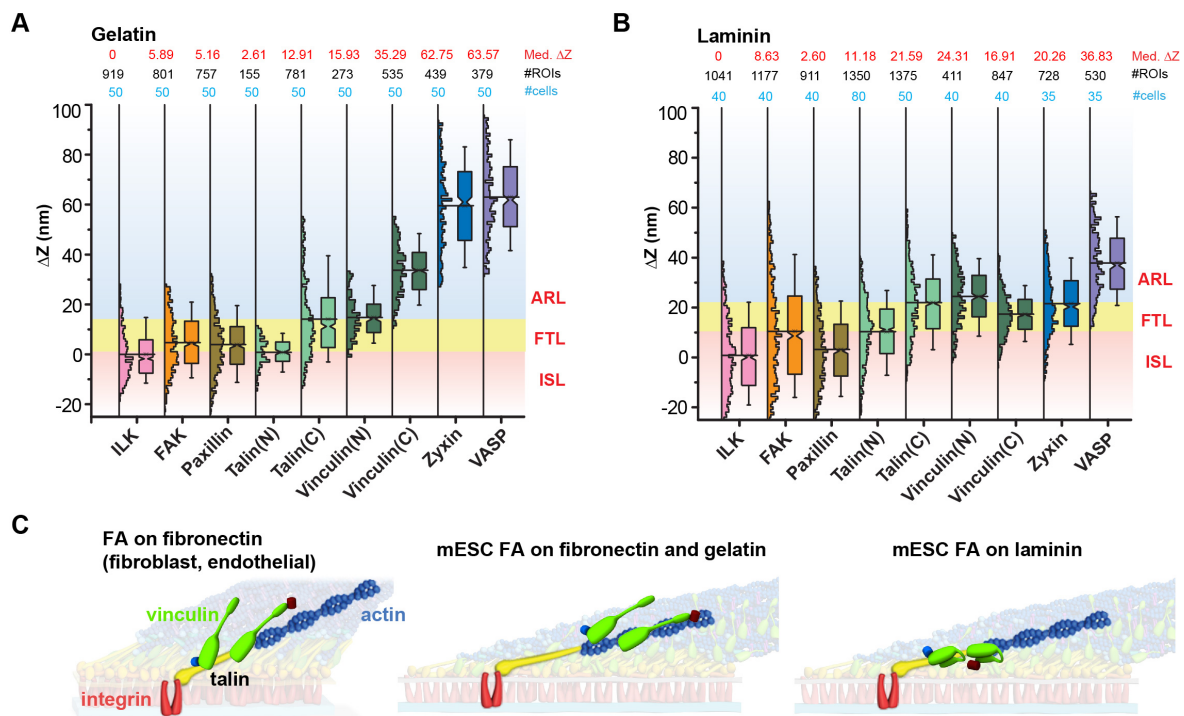 A
Gelatin
0 5.89 5.16 2.61 12.91 15.93 35.29 62.75 63.57 Med. ΔZ
919 801 757 155 781 273 535 439 379 #ROIs
50 50 50 50 50 50 50 50 50 #cells
100
80
60
40
20
0
-20
ΔZ (nm)
ARL
FTL
ISL
ILK FAK Paxillin Talin(N) Talin(C) Vinculin(N) Vinculin(C) Zyxin VASP
B
Laminin
0 8.63 2.60 11.18 21.59 24.31 16.91 20.26 36.83 Med. ΔZ
1041 1177 911 1350 1375 411 847 728 530 #ROIs
40 40 40 80 50 40 40 35 35 #cells
100
80
60
40
20
0
-20
ΔZ (nm)
ARL
FTL
ISL
ILK FAK Paxillin Talin(N) Talin(C) Vinculin(N) Vinculin(C) Zyxin VASP
C
FA on fibronectin
(fibroblast, endothelial)
vinculin
actin
talin
integrin
mESC FA on fibronectin and gelatin
mESC FA on laminin